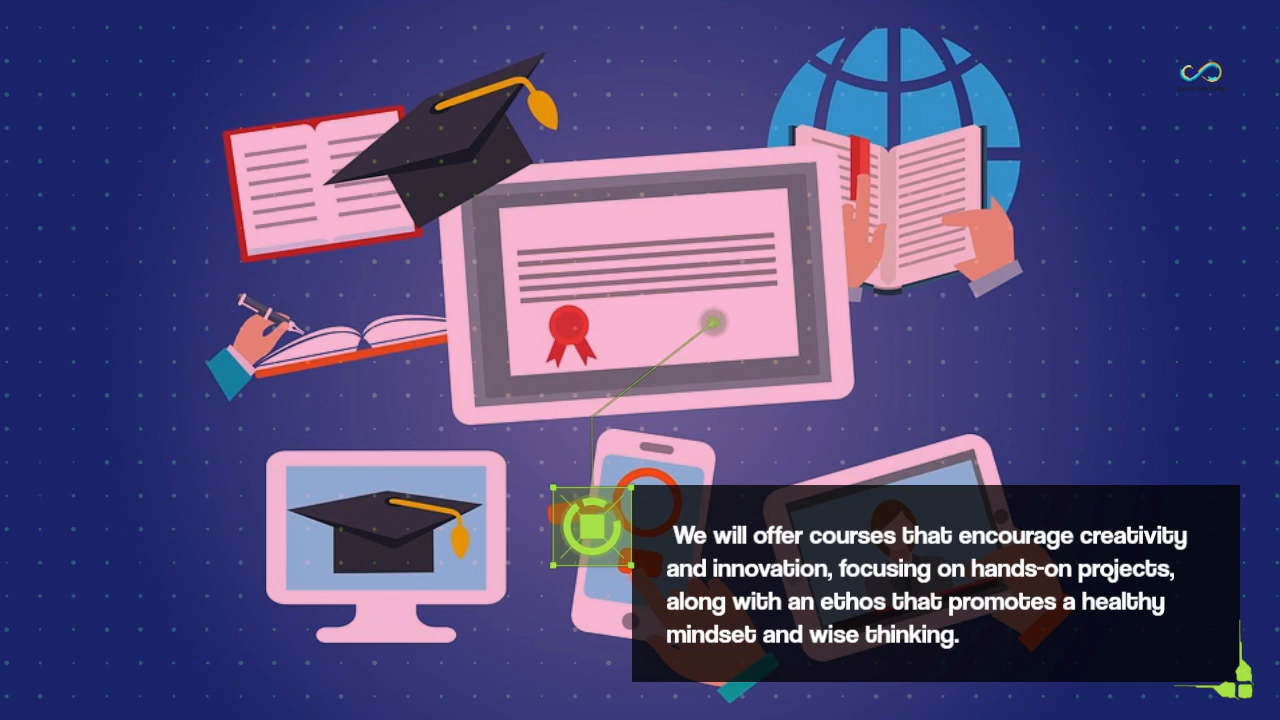 We will offer courses that encourage creativity
and innovation, focusing on hands-on projects,
along with an ethos that promotes a healthy
mindset and wise thinking.